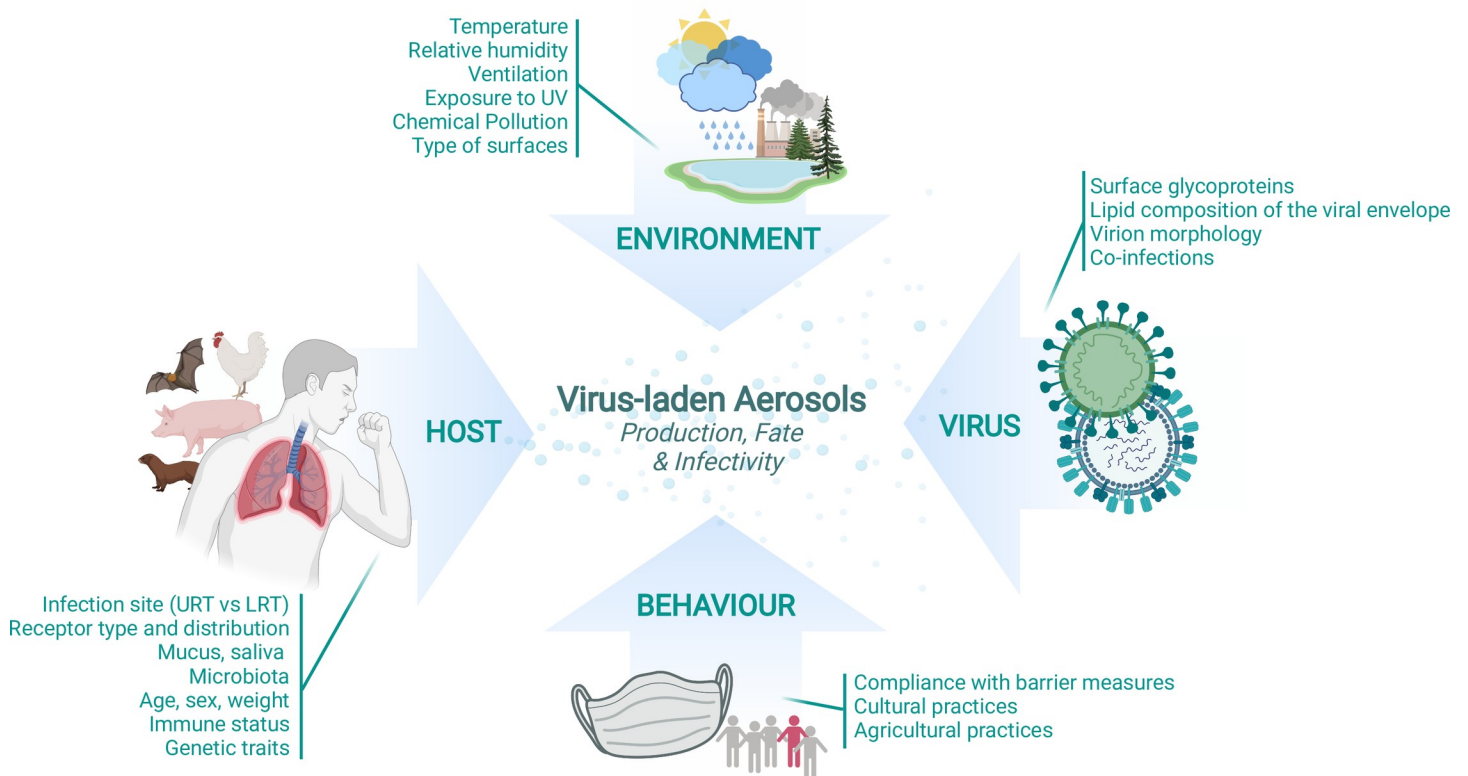 Temperature
Relative humidity
Ventilation
Exposure to UV
Chemical Pollution
Type of surfaces
ENVIRONMENT
Surface glycoproteins
Lipid composition of the viral envelope
Virion morphology
Co-infections
HOST
Virus-laden Aerosols
Production, Fate
& Infectivity
VIRUS
Infection site (URT vs LRT)
Receptor type and distribution
Mucus, saliva
Microbiota
Age, sex, weight
Immune status
Genetic traits
BEHAVIOUR
Compliance with barrier measures
Cultural practices
Agricultural practices